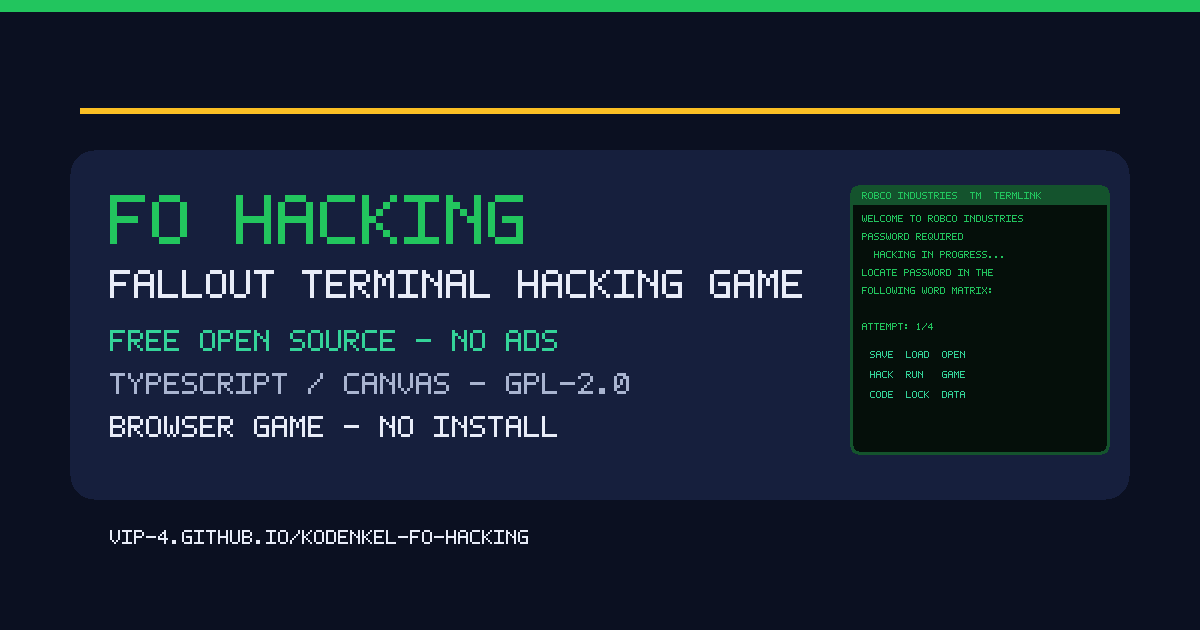 FO HACKING
FALLOUT TERMINAL HACKING GAME
FREE OPEN SOURCE - NO ADS
TYPESCRIPT / CANVAS - GPL-2.0
BROWSER GAME - NO INSTALL
ROBCO INDUSTRIES TM TERMLINK
WELCOME TO ROBCO INDUSTRIES
PASSWORD REQUIRED
HACKING IN PROGRESS...
LOCATE PASSWORD IN THE
FOLLOWING WORD MATRIX:
ATTEMPT: 1/4
SAVE LOAD OPEN
HACK RUN GAME
CODE LOCK DATA
VIP-4.GITHUB.IO/KODENKEL-FO-HACKING